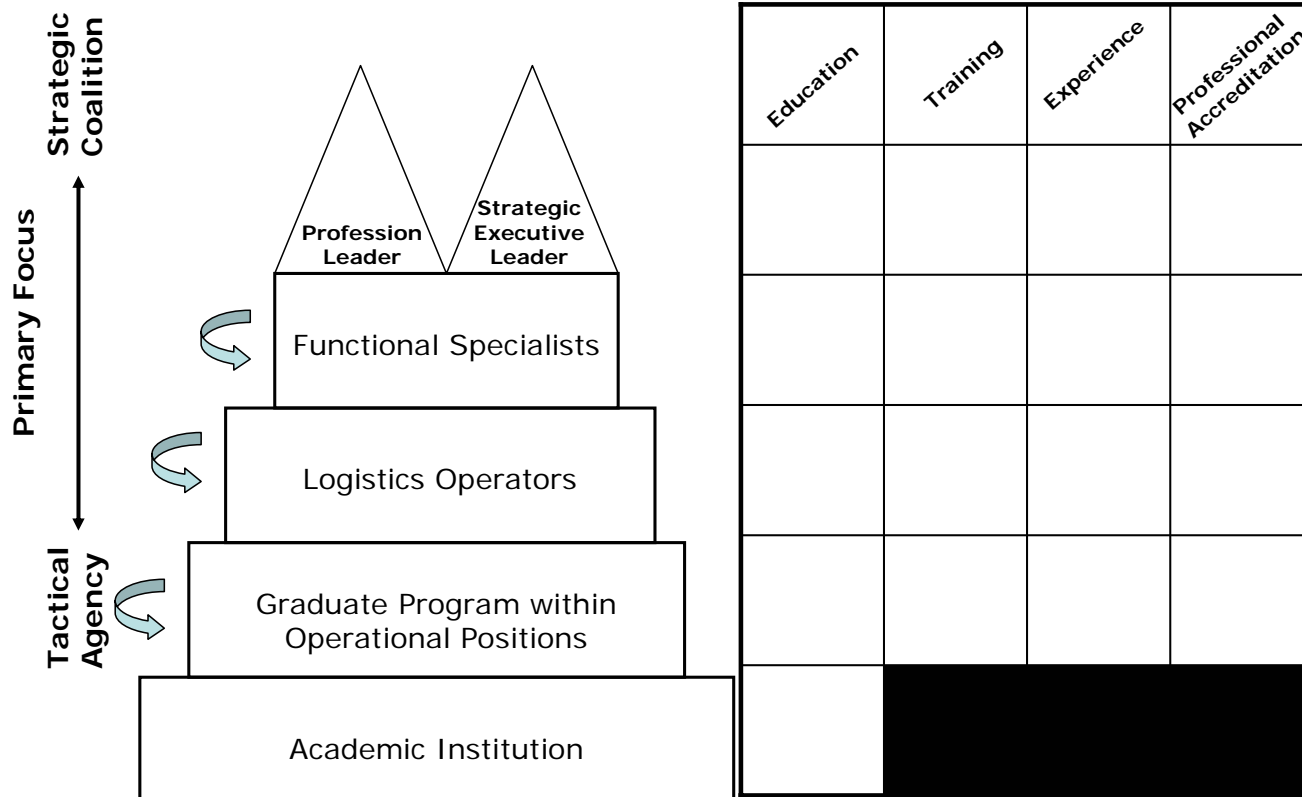 Strategic
Coalition
Primary Focus
Tactical
Agency
Profession
Leader
Strategic
Executive
Leader
Functional Specialists
Logistics Operators
Graduate Program within
Operational Positions
Academic Institution
Education
Training
Experience
Professional
Accreditation